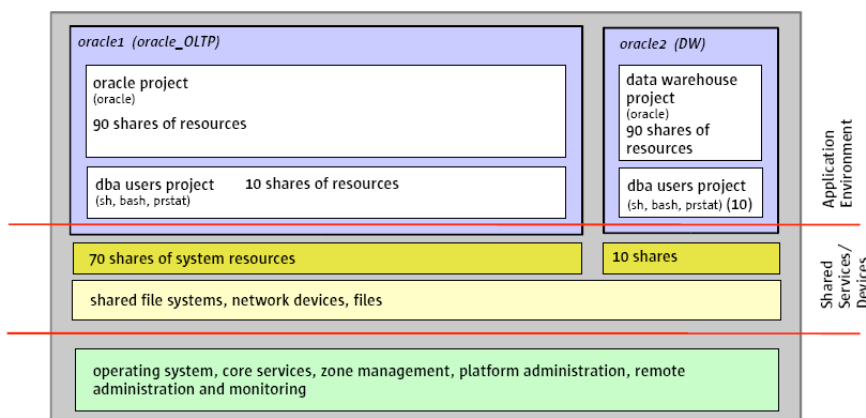 oracle1 (oracle_OLTP)
oracle project
(oracle)
90 shares of resources
dba users project 10 shares of resources
(sh, bash, prstat)
oracle2 (DW)
data warehouse
project
(oracle)
90 shares of
resources
dba users project
(sh, bash, prstat) (10)
Application
Environment
70 shares of system resources
10 shares
shared file systems, network devices, files
Shared
Services/
Devices
operating system, core services, zone management, platform administration, remote
administration and monitoring